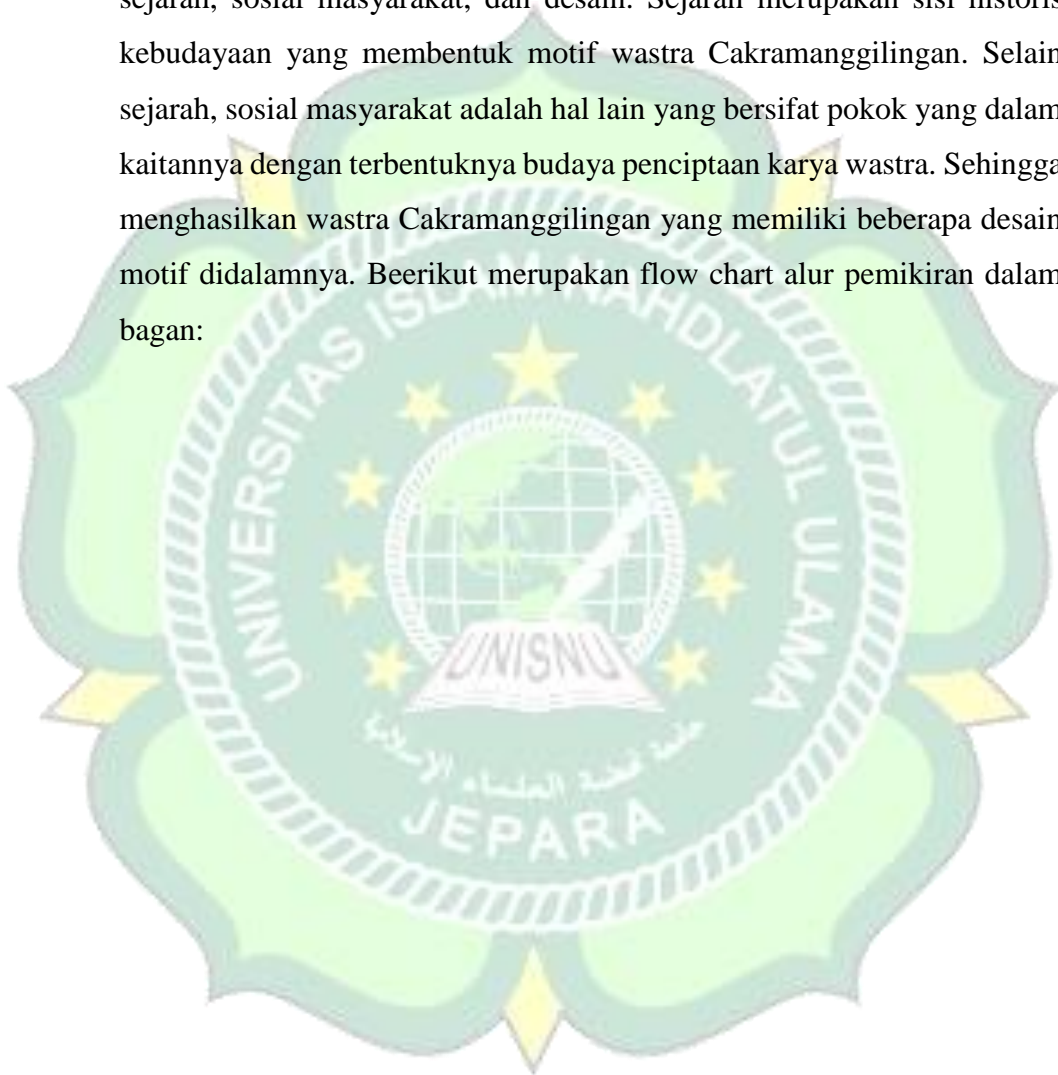 sejarah, sosial masyarakat, dan desain. Sejarah merupakan sisi historis
kebudayaan yang membentuk motif wastra Cakramanggilingan. Selain
sejarah, sosial masyarakat adalah hal lain yang bersifat pokok yang dalam
kaitannya dengan terbentuknya budaya penciptaan karya wastra. Sehingga
menghasilkan wastra Cakramanggilingan yang memiliki beberapa desain
motif didalamnya. Beerikut merupakan flow chart alur pemikiran dalam
bagan:
UNIVERSITAS ISLAM NAHDLATUL ULAMA
UNISNU
JEPARA